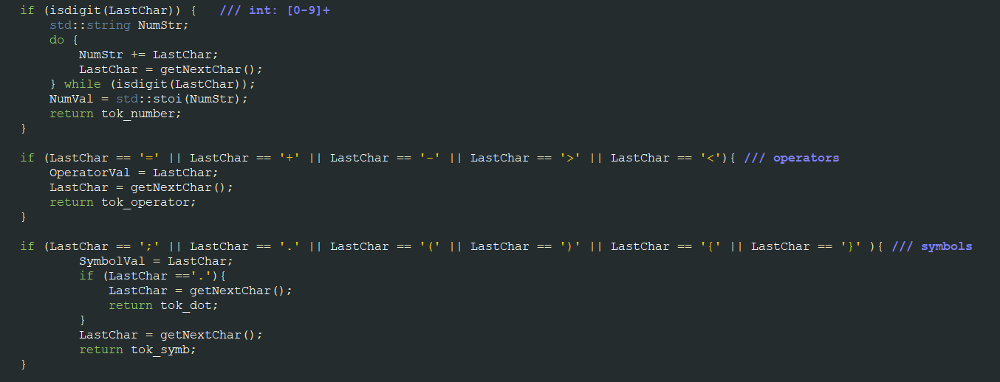 if (isdigit(LastChar)) {   /// int: [0-9]+
    std::string NumStr;
    do {
        NumStr += LastChar;
        LastChar = getNextChar();
    } while (isdigit(LastChar));
    NumVal = std::stoi(NumStr);
    return tok_number;
}

if (LastChar == '=' || LastChar == '+' || LastChar == '-' || LastChar == '>' || LastChar == '<'){ /// operators
    OperatorVal = LastChar;
    LastChar = getNextChar();
    return tok_operator;
}

if (LastChar == ';' || LastChar == '.' || LastChar == '(' || LastChar == ')' || LastChar == '{' || LastChar == '}' ){ /// symbols
        SymbolVal = LastChar;
        if (LastChar =='.'){
            LastChar = getNextChar();
            return tok_dot;
        }
        LastChar = getNextChar();
        return tok_symb;
}